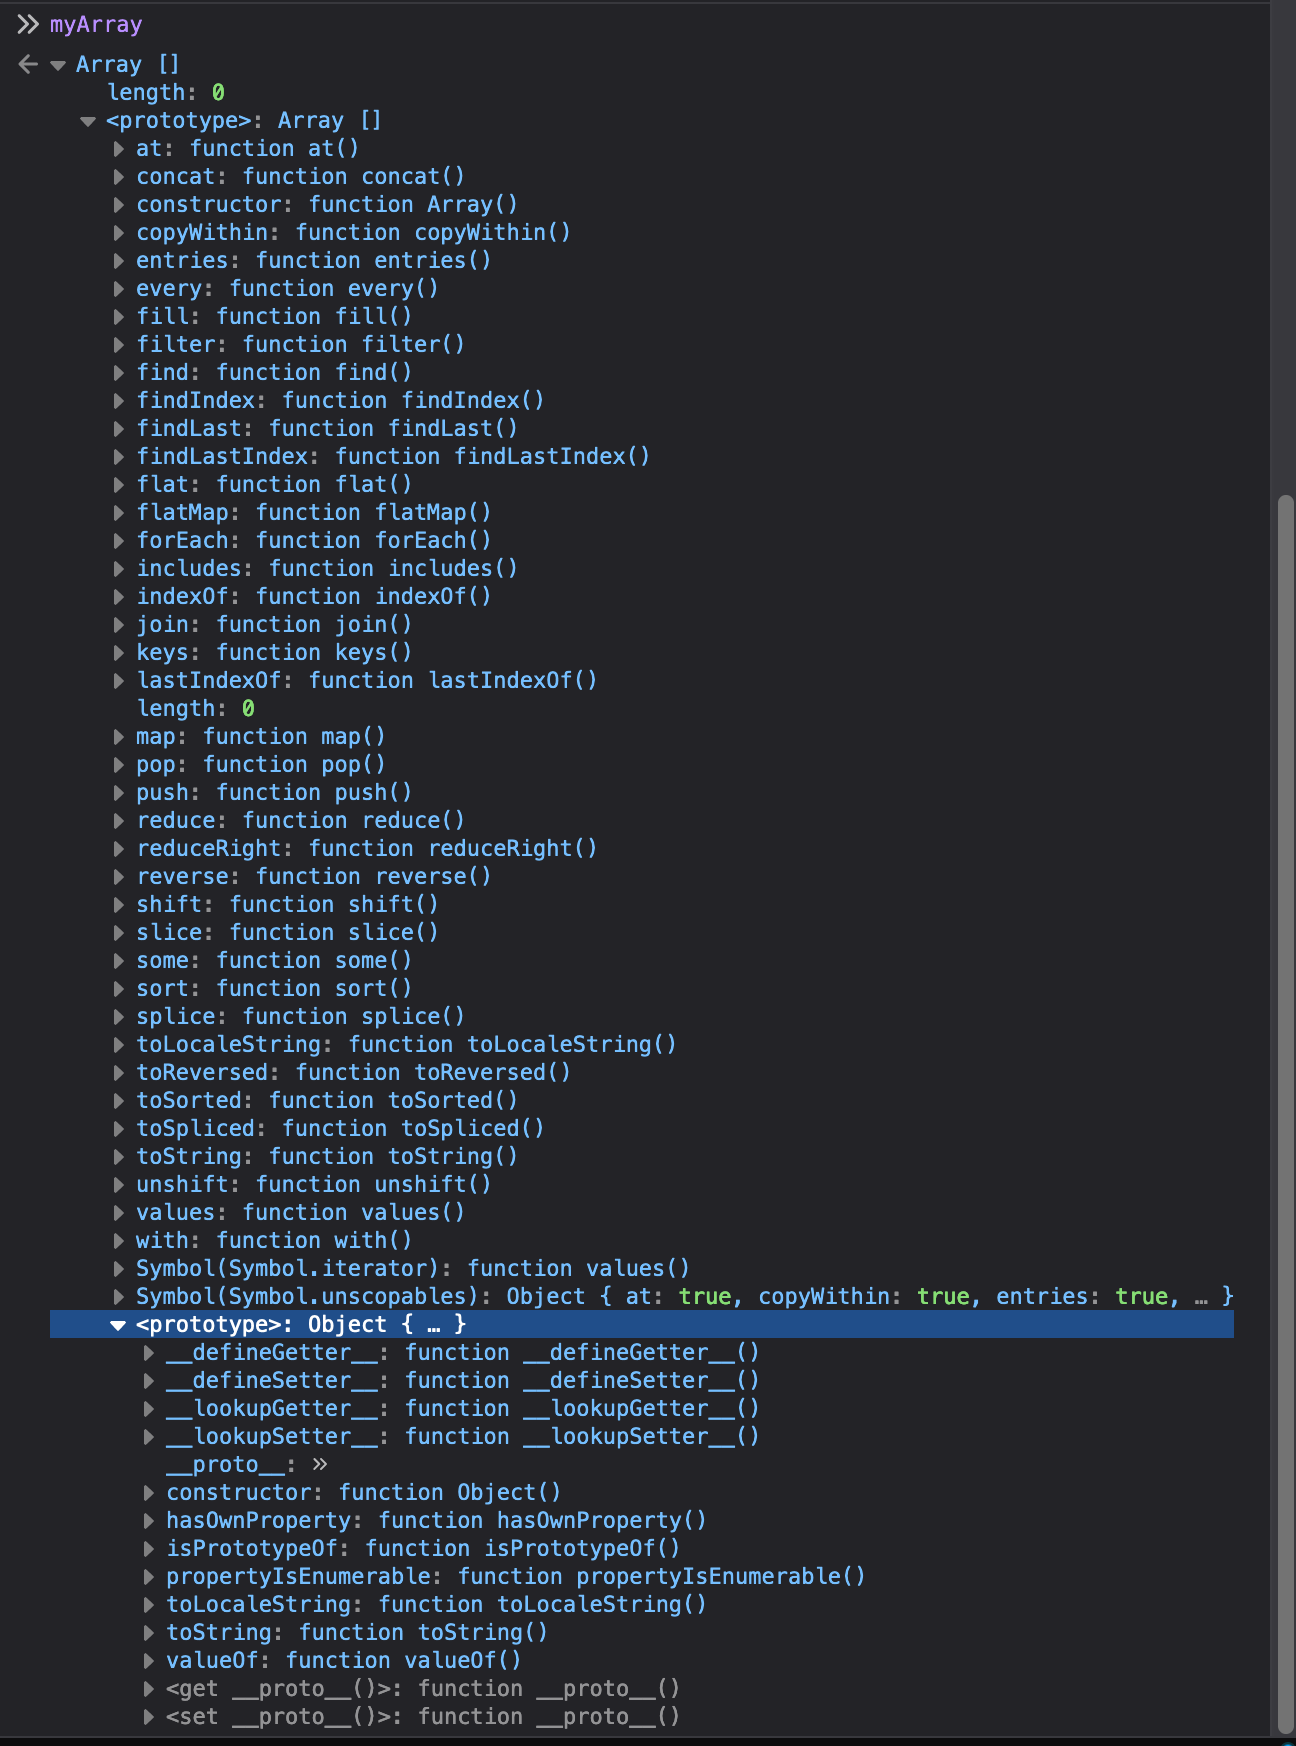 >> myArray
← ▼ Array []
length: 0
▼ <prototype>: Array []
▶ at: function at()
▶ concat: function concat()
▶ constructor: function Array()
▶ copyWithin: function copyWithin()
▶ entries: function entries()
▶ every: function every()
▶ fill: function fill()
▶ filter: function filter()
▶ find: function find()
▶ findIndex: function findIndex()
▶ findLast: function findLast()
▶ findLastIndex: function findLastIndex()
▶ flat: function flat()
▶ flatMap: function flatMap()
▶ forEach: function forEach()
▶ includes: function includes()
▶ indexOf: function indexOf()
▶ join: function join()
▶ keys: function keys()
▶ lastIndexOf: function lastIndexOf()
length: 0
▶ map: function map()
▶ pop: function pop()
▶ push: function push()
▶ reduce: function reduce()
▶ reduceRight: function reduceRight()
▶ reverse: function reverse()
▶ shift: function shift()
▶ slice: function slice()
▶ some: function some()
▶ sort: function sort()
▶ splice: function splice()
▶ toLocaleString: function toLocaleString()
▶ toReversed: function toReversed()
▶ toSorted: function toSorted()
▶ toSpliced: function toSpliced()
▶ toString: function toString()
▶ unshift: function unshift()
▶ values: function values()
▶ with: function with()
▶ Symbol(Symbol.iterator): function values()
▶ Symbol(Symbol.unscopables): Object { at: true, copyWithin: true, entries: true, … }
▼ <prototype>: Object { … }
▶ __defineGetter__: function __defineGetter__()
▶ __defineSetter__: function __defineSetter__()
▶ __lookupGetter__: function __lookupGetter__()
▶ __lookupSetter__: function __lookupSetter__()
__proto__: »
▶ constructor: function Object()
▶ hasOwnProperty: function hasOwnProperty()
▶ isPrototypeOf: function isPrototypeOf()
▶ propertyIsEnumerable: function propertyIsEnumerable()
▶ toLocaleString: function toLocaleString()
▶ toString: function toString()
▶ valueOf: function valueOf()
▶ <get __proto__()>: function __proto__()
▶ <set __proto__()>: function __proto__()